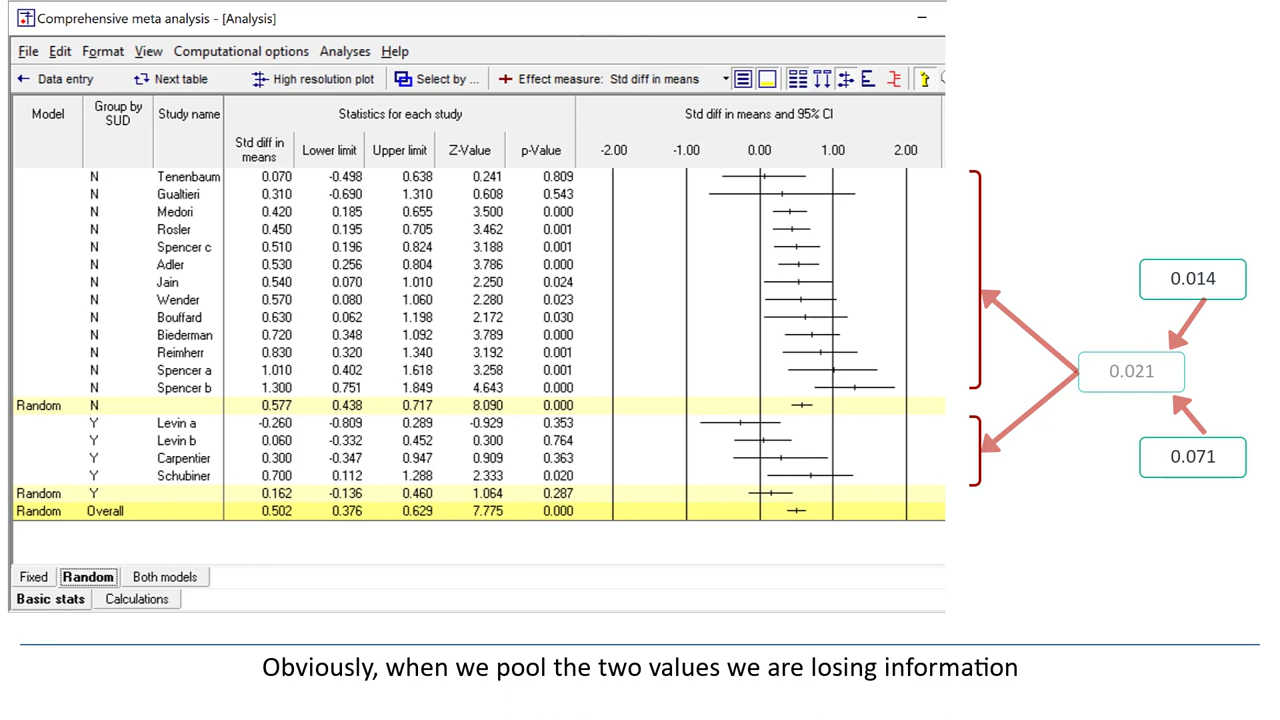 Comprehensive meta analysis - [Analysis]
File Edit Format View Computational options Analyses Help
Data entry Next table High resolution plot Select by ... Effect measure: Std diff in means
Model Group by SUD Study name Statistics for each study Std diff in means and 95% CI
Std diff in means Lower limit Upper limit Z-Value p-Value -2.00 -1.00 0.00 1.00 2.00
N Tenenbaum 0.070 -0.498 0.638 0.241 0.809
N Gualtieri 0.310 -0.690 1.310 0.608 0.543
N Medori 0.420 0.185 0.655 3.500 0.000
N Rosler 0.450 0.195 0.705 3.462 0.001
N Spencer c 0.510 0.196 0.824 3.188 0.001
N Adler 0.530 0.256 0.804 3.786 0.000
N Jain 0.540 0.070 1.010 2.250 0.024
N Wender 0.570 0.080 1.060 2.280 0.023
N Bouffard 0.630 0.062 1.198 2.172 0.030
N Biederman 0.720 0.348 1.092 3.789 0.000
N Reimherr 0.830 0.320 1.340 3.192 0.001
N Spencer a 1.010 0.402 1.618 3.258 0.001
N Spencer b 1.300 0.751 1.849 4.643 0.000
Random N 0.577 0.438 0.717 8.090 0.000
Y Levin a -0.260 -0.809 0.289 -0.929 0.353
Y Levin b 0.060 -0.332 0.452 0.300 0.764
Y Carpentier 0.300 -0.347 0.947 0.909 0.363
Y Schubiner 0.700 0.112 1.288 2.333 0.020
Random Y 0.162 -0.136 0.460 1.064 0.287
Random Overall 0.502 0.376 0.629 7.775 0.000
0.014
0.021
0.071
Fixed Random Both models
Basic stats Calculations
Obviously, when we pool the two values we are losing information